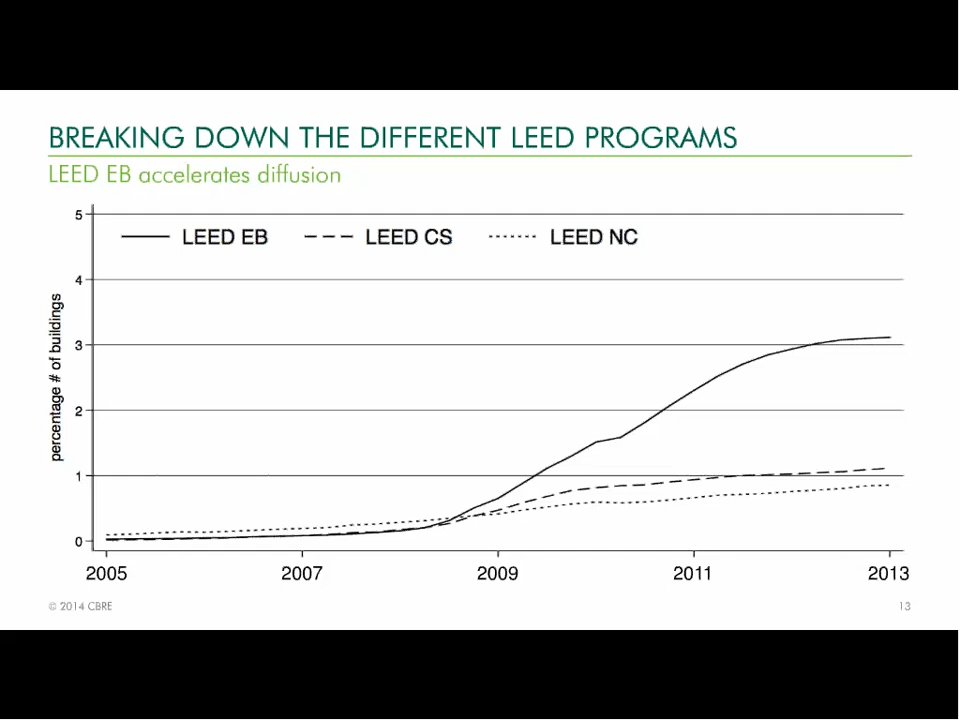 BREAKING DOWN THE DIFFERENT LEED PROGRAMS
LEED EB accelerates diffusion
LEED EB LEED CS LEED NC
percentage # of buildings
5
4
3
2
1
0
2005 2007 2009 2011 2013
© 2014 CBRE 13